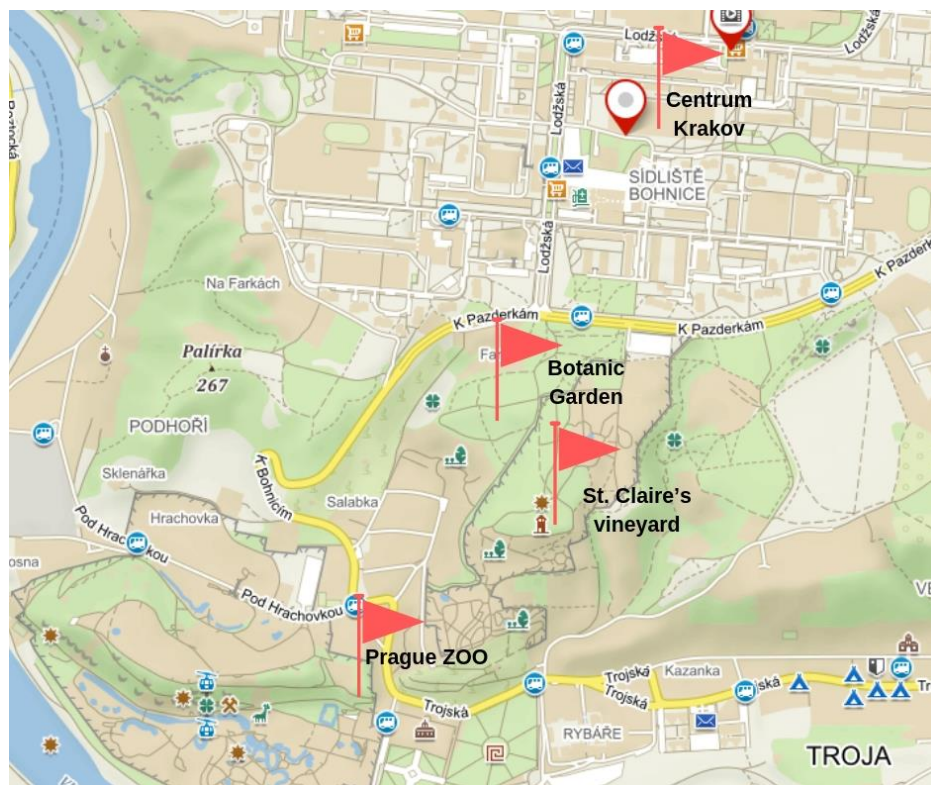 Lodžská
Lodžská
Centrum
Krakov
Lodžská
SÍDLIŠTĚ
BOHNICE
Lodžská
K Pazderkám
Na Farkách
K Pazderkám
K Pazderkám
Palírka
267
Botanic
Garden
PODHOŘÍ
K Bohnicím
Sklenářka
Salabka
St. Claire's
vineyard
Hrachovka
Pod Hrachovkou
Pod Hrachovkou
Prague ZOO
Kazanka
Trojská
Trojská
Trojská
RYBÁŘE
TROJA